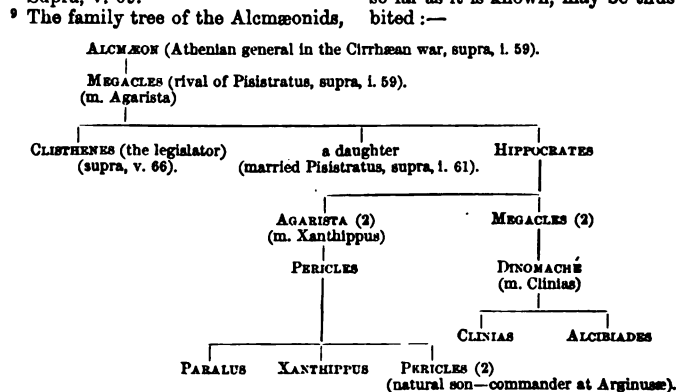 Supra, v. 69. so far as it is known, may be thus
⁹ The family tree of the Alcmæonids, bited :—
ALCMÆON (Athenian general in the Cirrhæan war, supra, i. 59).
MEGACLES (rival of Pisistratus, supra, i. 59).
(m. Agarista)
CLISTHENES (the legislator) a daughter HIPPOCRATES
(supra, v. 66). (married Pisistratus, supra, i. 61).
AGARISTA (2) MEGACLES (2)
(m. Xanthippus)
PERICLES DINOMACHÉ
(m. Clinias)
CLINIAS ALCIBIADES
PARALUS XANTHIPPUS PERICLES (2)
(natural son—commander at Arginusæ).